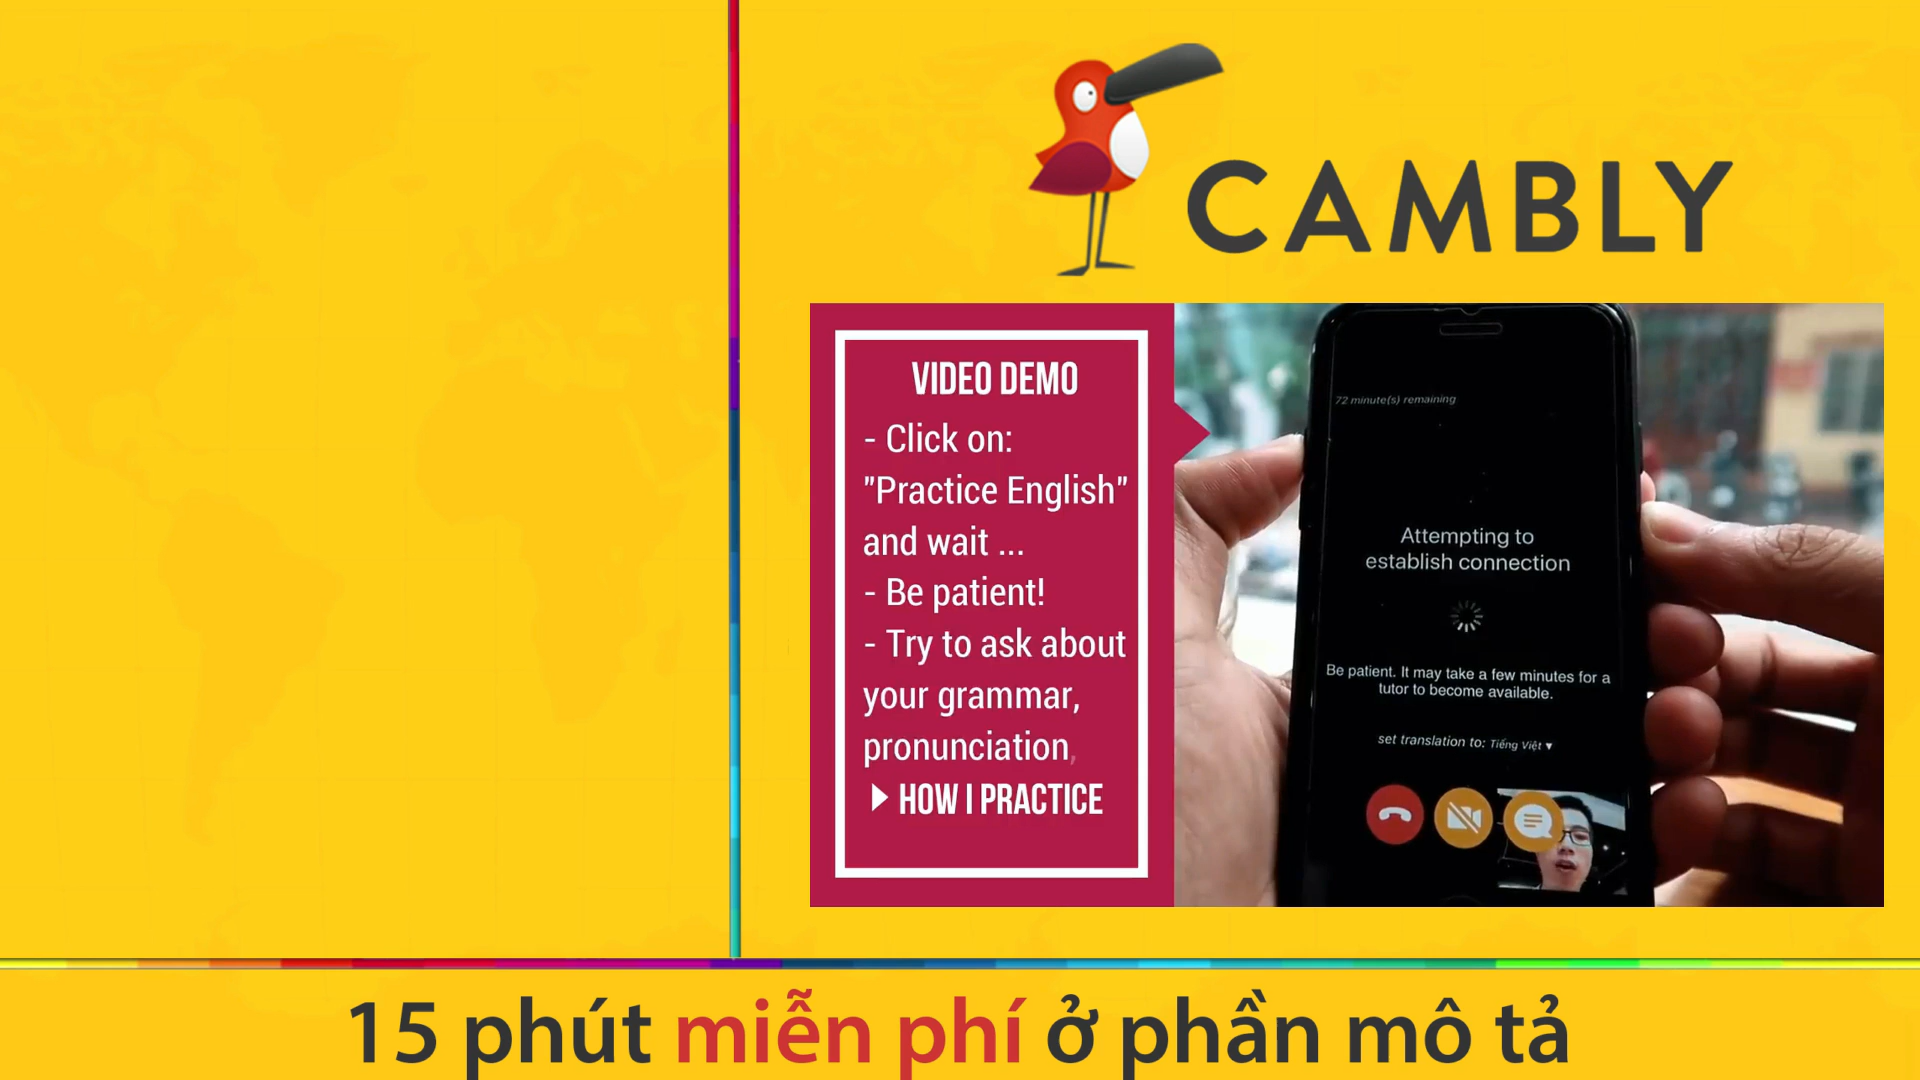 CAMBLY
VIDEO DEMO
- Click on:
"Practice English"
and wait ...
- Be patient!
- Try to ask about
your grammar,
pronunciation,
HOW I PRACTICE
72 minute(s) remaining
Attempting to
establish connection
Be patient. It may take a few minutes for a
tutor to become available.
set translation to: Tiếng Việt ▾
15 phút miễn phí ở phần mô tả